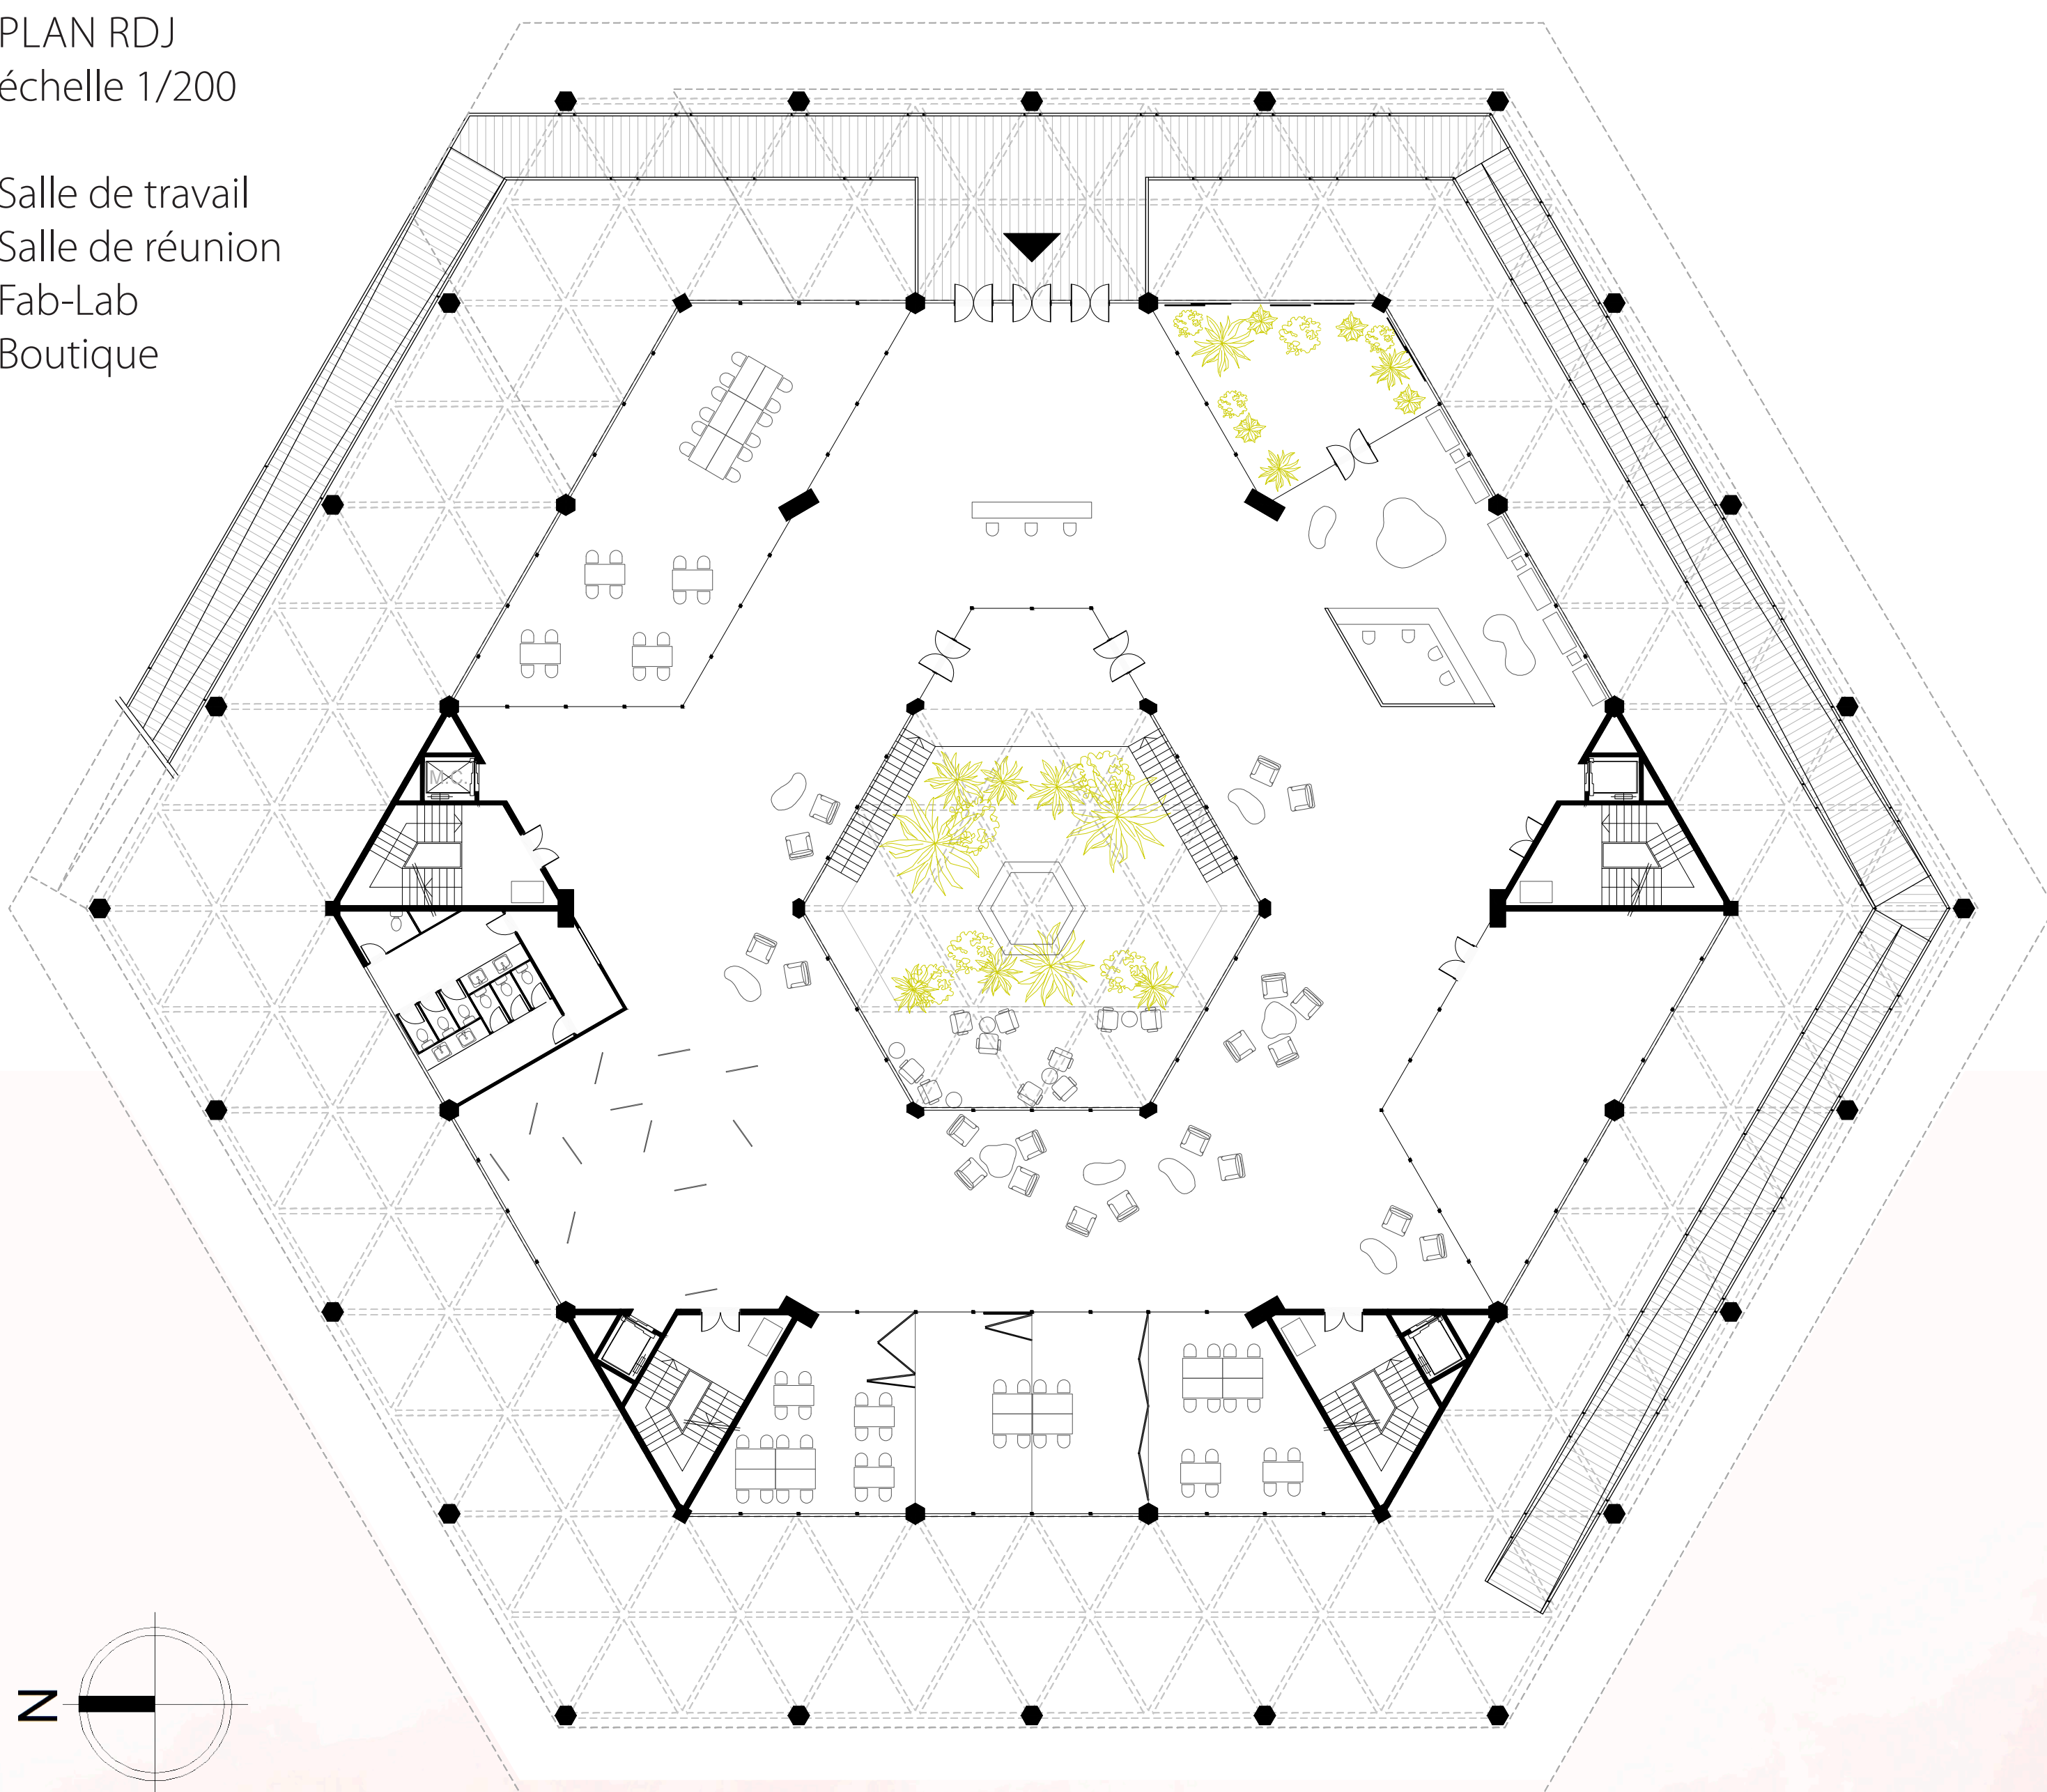 PLAN RDJ
échelle 1/200
Salle de travail
Salle de réunion
Fab-Lab
Boutique
N